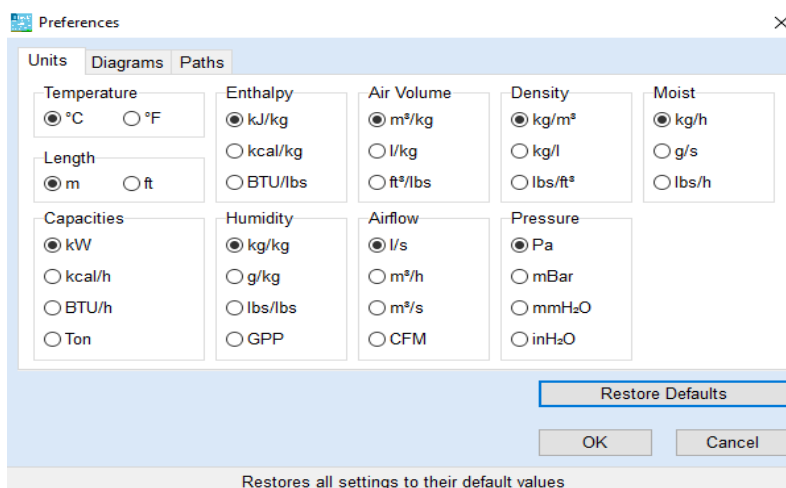 Preferences
Units Diagrams Paths
Temperature Enthalpy Air Volume Density Moist
°C °F kJ/kg m³/kg kg/m³ kg/h
kcal/kg l/kg kg/l g/s
Length
m ft BTU/lbs ft³/lbs lbs/ft³ lbs/h
Capacities Humidity Airflow Pressure
kW kg/kg l/s Pa
kcal/h g/kg m³/h mBar
BTU/h lbs/lbs m³/s mmH₂O
Ton GPP CFM inH₂O
Restore Defaults
OK Cancel
Restores all settings to their default values